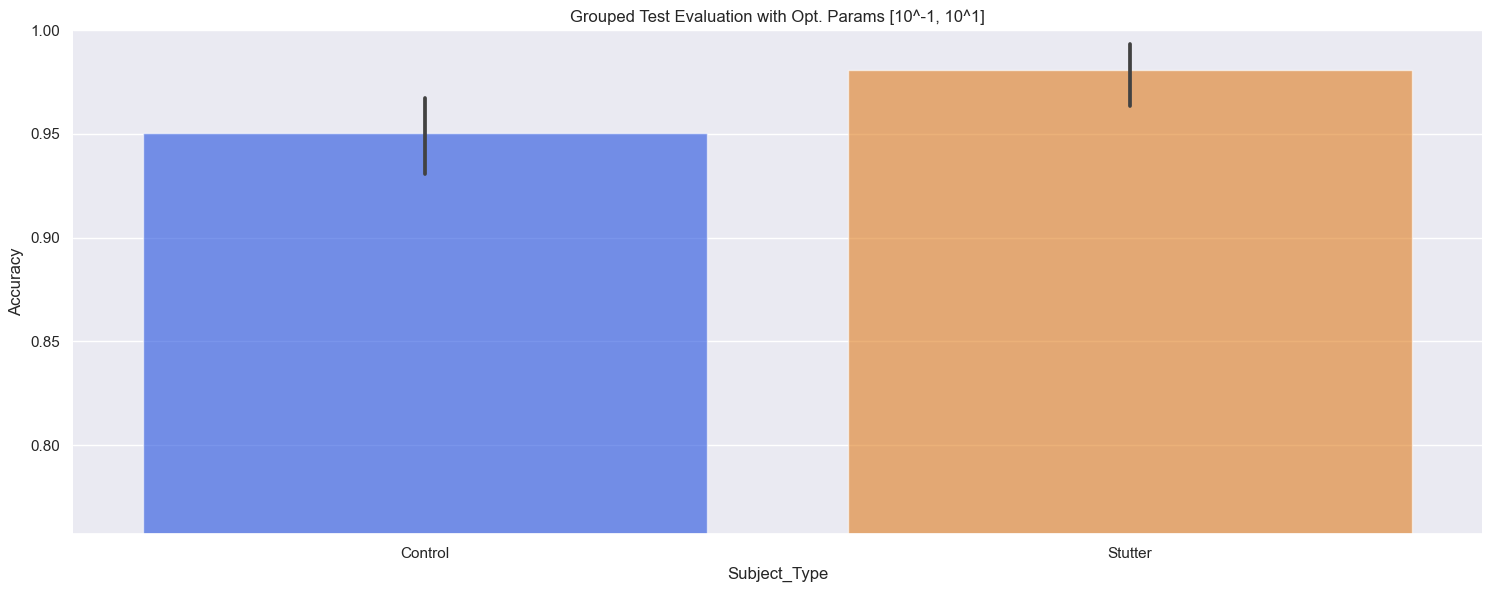 Grouped Test Evaluation with Opt. Params [10^-1, 10^1]
1.00
0.95
0.90
0.85
0.80
Accuracy
Control
Stutter
Subject_Type